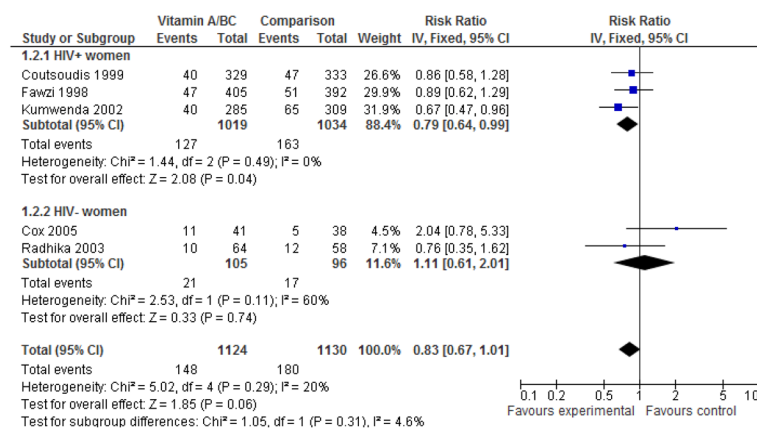 Vitamin A/BC Comparison Risk Ratio Risk Ratio
Study or Subgroup Events Total Events Total Weight IV, Fixed, 95% CI IV, Fixed, 95% CI
1.2.1 HIV+ women
Coutsoudis 1999 40 329 47 333 26.6% 0.86 [0.58, 1.28]
Fawzi 1998 47 405 51 392 29.9% 0.89 [0.62, 1.29]
Kumwenda 2002 40 285 65 309 31.9% 0.67 [0.47, 0.96]
Subtotal (95% CI) 1019 1034 88.4% 0.79 [0.64, 0.99]
Total events 127 163
Heterogeneity: Chi² = 1.44, df = 2 (P = 0.49); I² = 0%
Test for overall effect: Z = 2.08 (P = 0.04)
1.2.2 HIV- women
Cox 2005 11 41 5 38 4.5% 2.04 [0.78, 5.33]
Radhika 2003 10 64 12 58 7.1% 0.76 [0.35, 1.62]
Subtotal (95% CI) 105 96 11.6% 1.11 [0.61, 2.01]
Total events 21 17
Heterogeneity: Chi² = 2.53, df = 1 (P = 0.11); I² = 60%
Test for overall effect: Z = 0.33 (P = 0.74)
Total (95% CI) 1124 1130 100.0% 0.83 [0.67, 1.01]
Total events 148 180
Heterogeneity: Chi² = 5.02, df = 4 (P = 0.29); I² = 20%
Test for overall effect: Z = 1.85 (P = 0.06)
Test for subgroup differences: Chi² = 1.05, df = 1 (P = 0.31), I² = 4.6%
0.1 0.2 0.5 1 2 5 10
Favours experimental Favours control